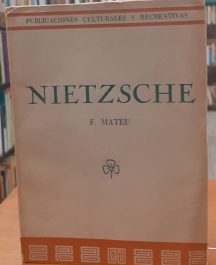 PUBLICACIONES CULTURALES Y RECREATIVAS
NIETZSCHE
F. MATEU